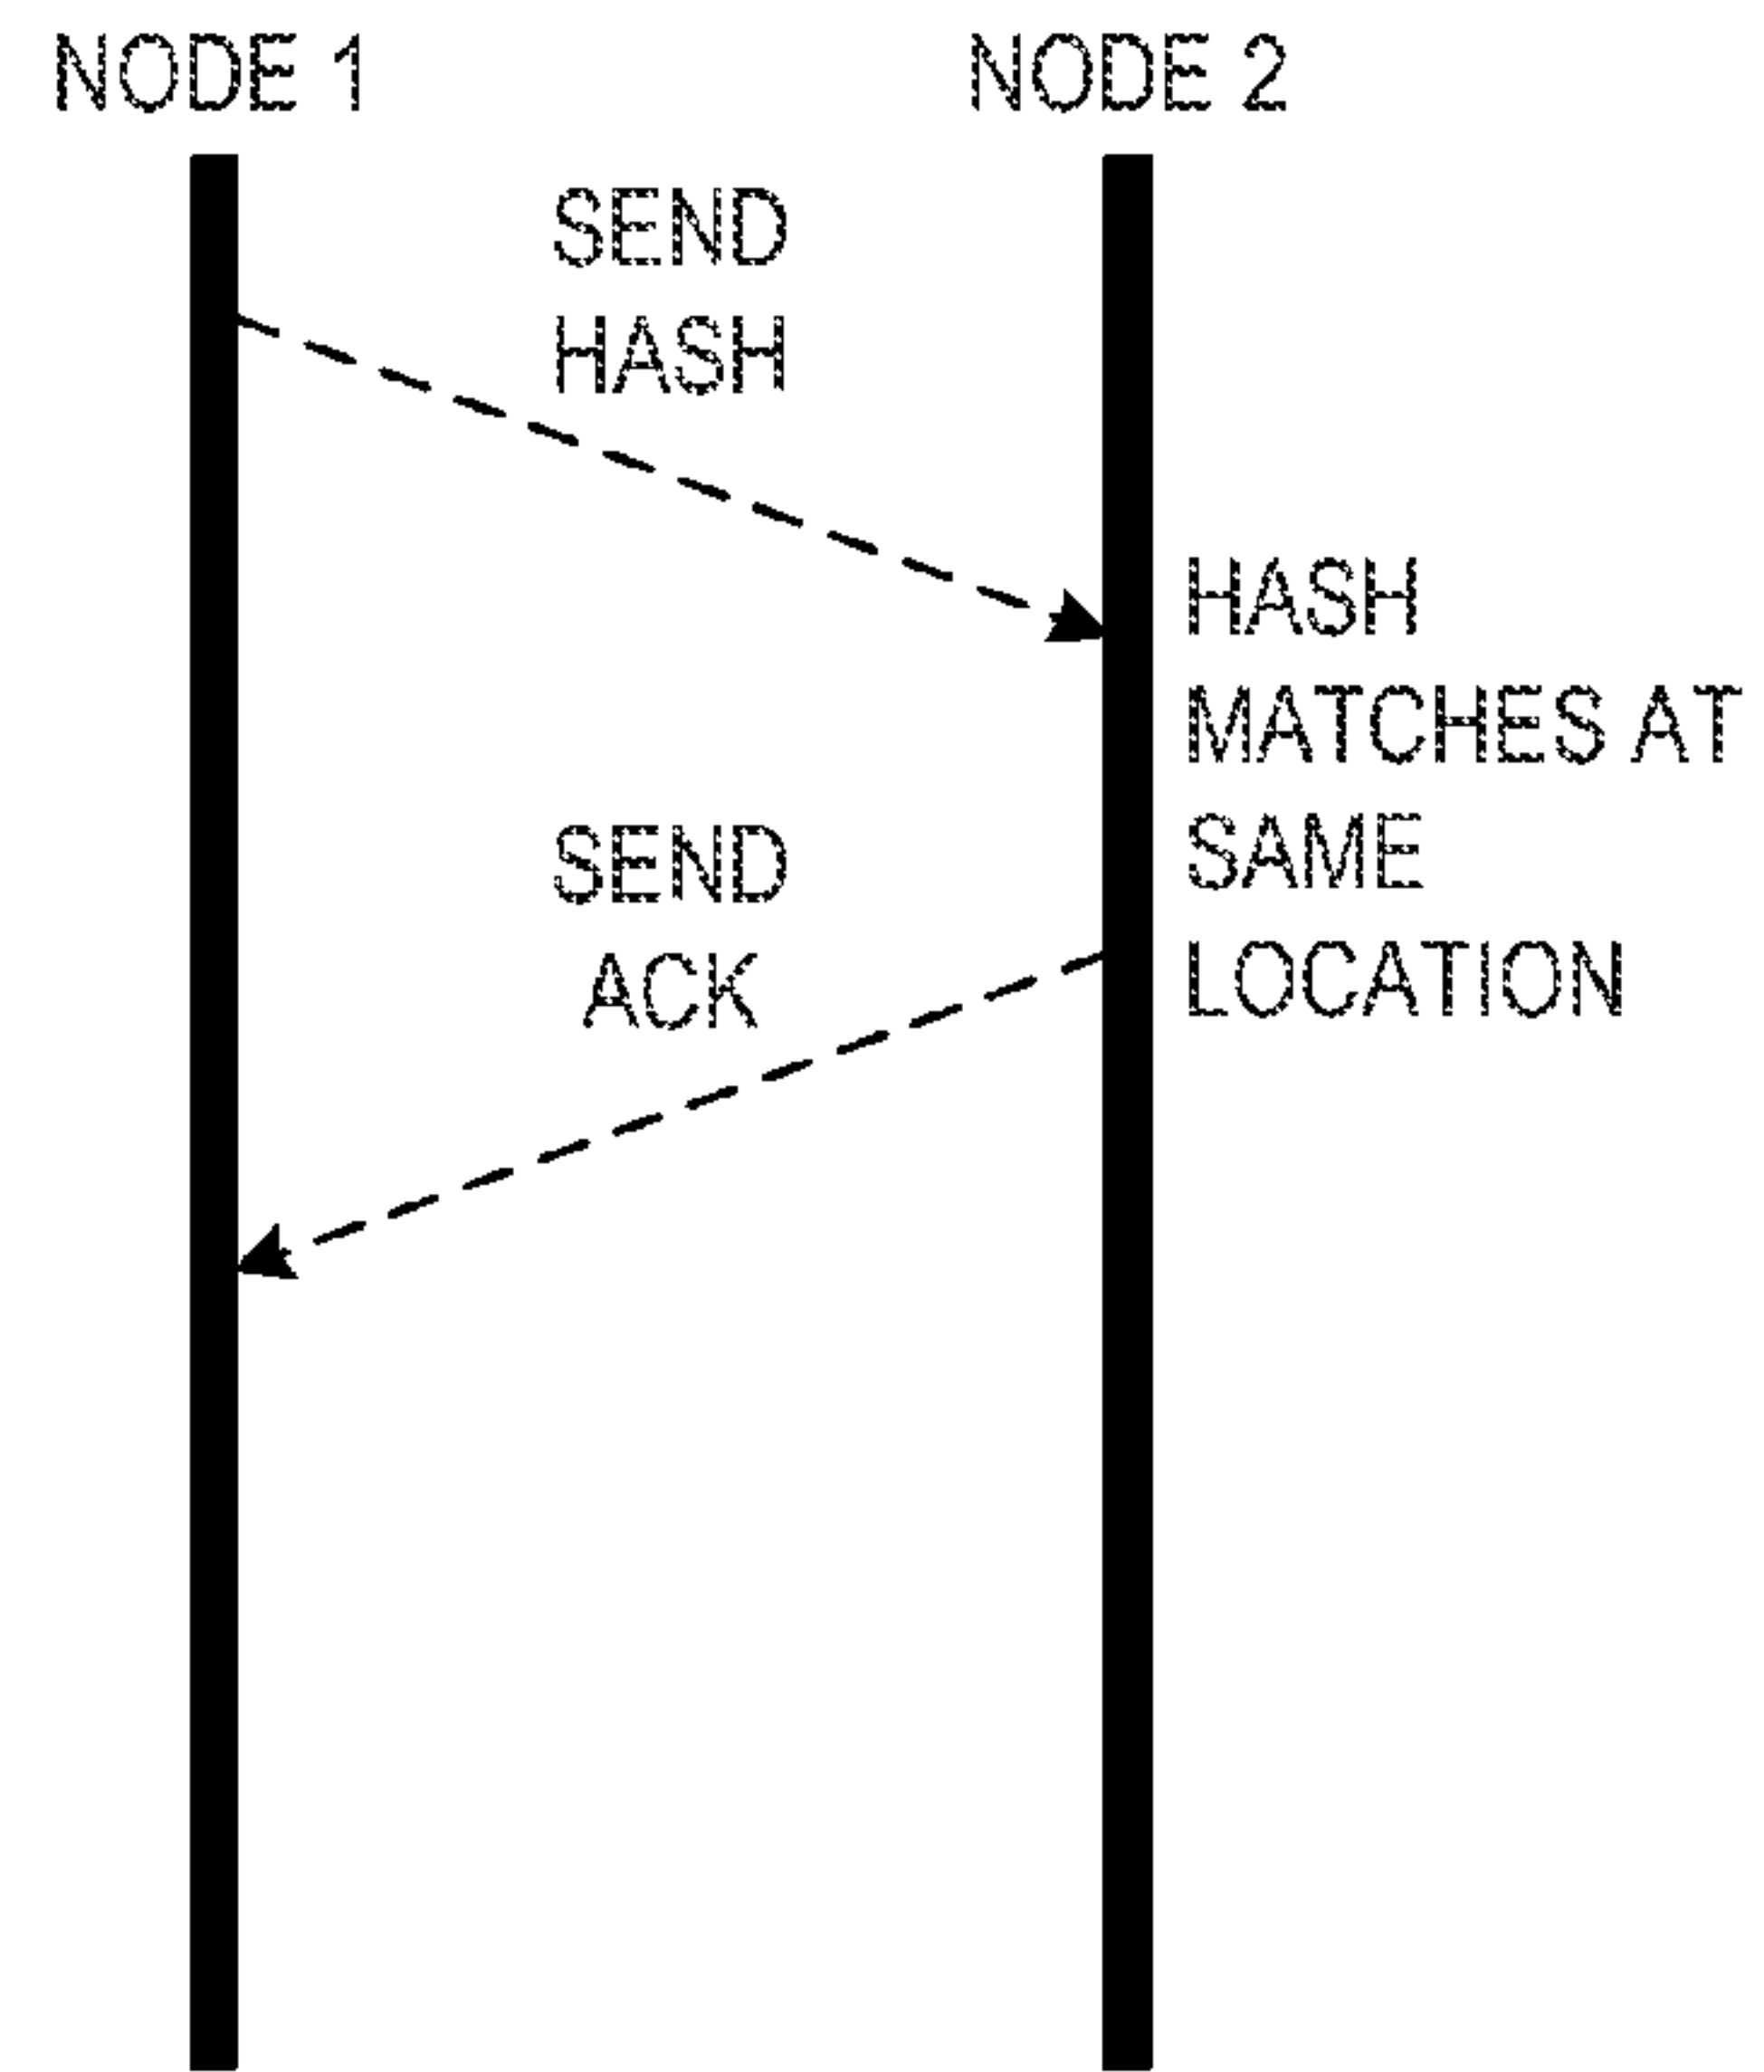 NODE 1
NODE 2
SEND
HASH
HASH
MATCHES AT
SAME
LOCATION
SEND
ACK